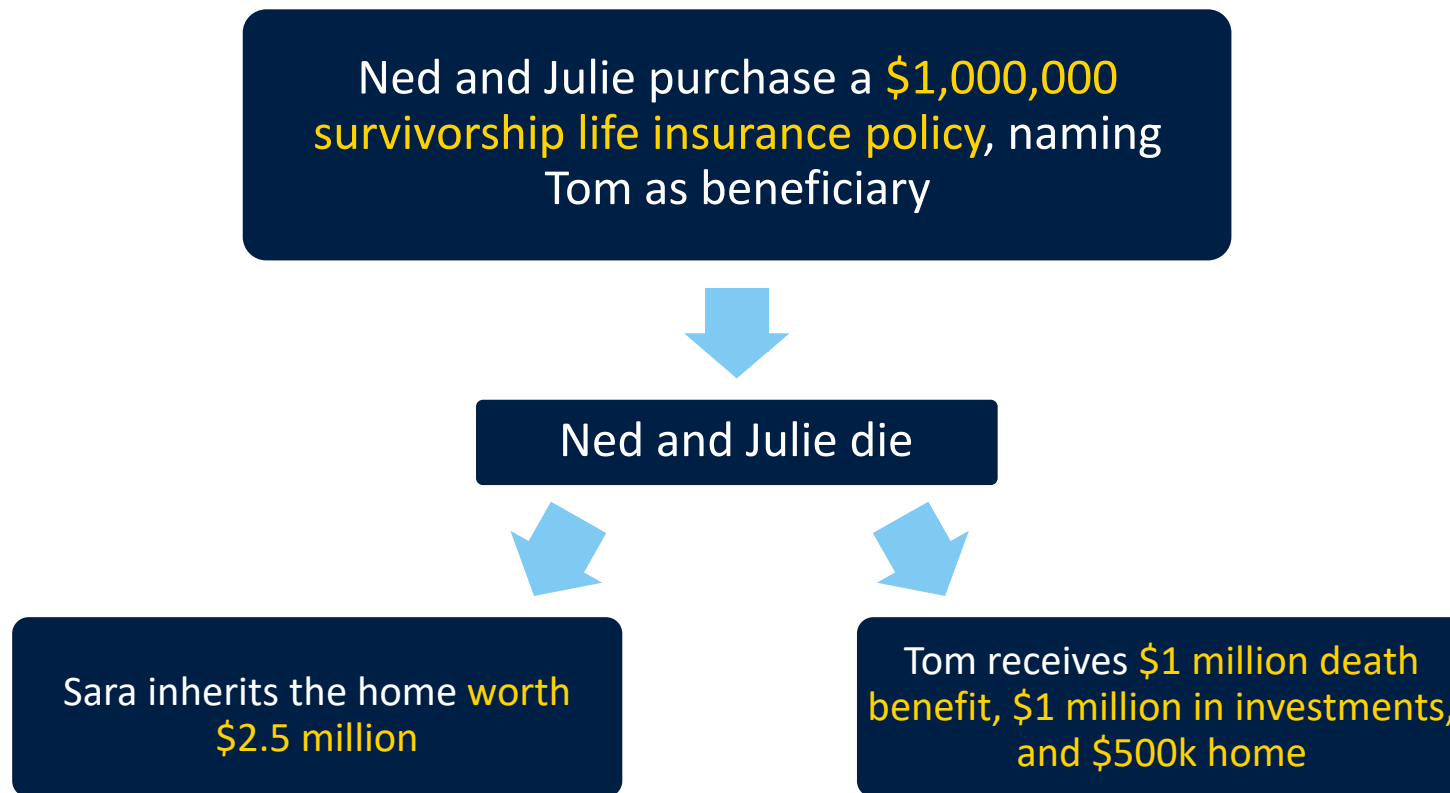 Ned and Julie purchase a $1,000,000
survivorship life insurance policy, naming
Tom as beneficiary
Ned and Julie die
Sara inherits the home worth
$2.5 million
Tom receives $1 million death
benefit, $1 million in investments,
and $500k home